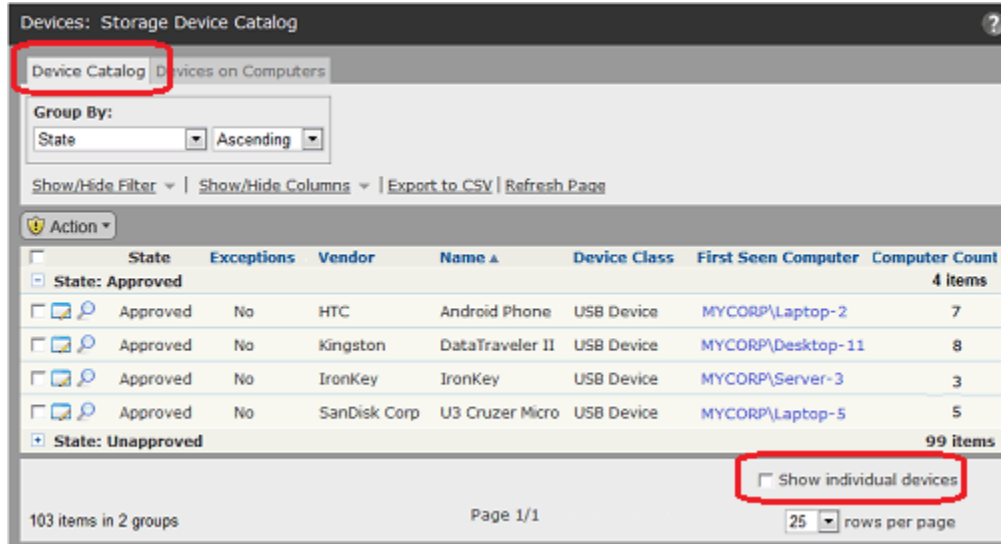 Devices: Storage Device Catalog ?
Device Catalog Devices on Computers
Group By:
State Ascending
Show/Hide Filter | Show/Hide Columns | Export to CSV | Refresh Page
Action
State Exceptions Vendor Name Device Class First Seen Computer Computer Count
State: Approved 4 items
Approved No HTC Android Phone USB Device MYCORP\Laptop-2 7
Approved No Kingston DataTraveler II USB Device MYCORP\Desktop-11 8
Approved No IronKey IronKey USB Device MYCORP\Server-3 3
Approved No SanDisk Corp U3 Cruzer Micro USB Device MYCORP\Laptop-5 5
State: Unapproved 99 items
Show individual devices
103 items in 2 groups Page 1/1 25 rows per page